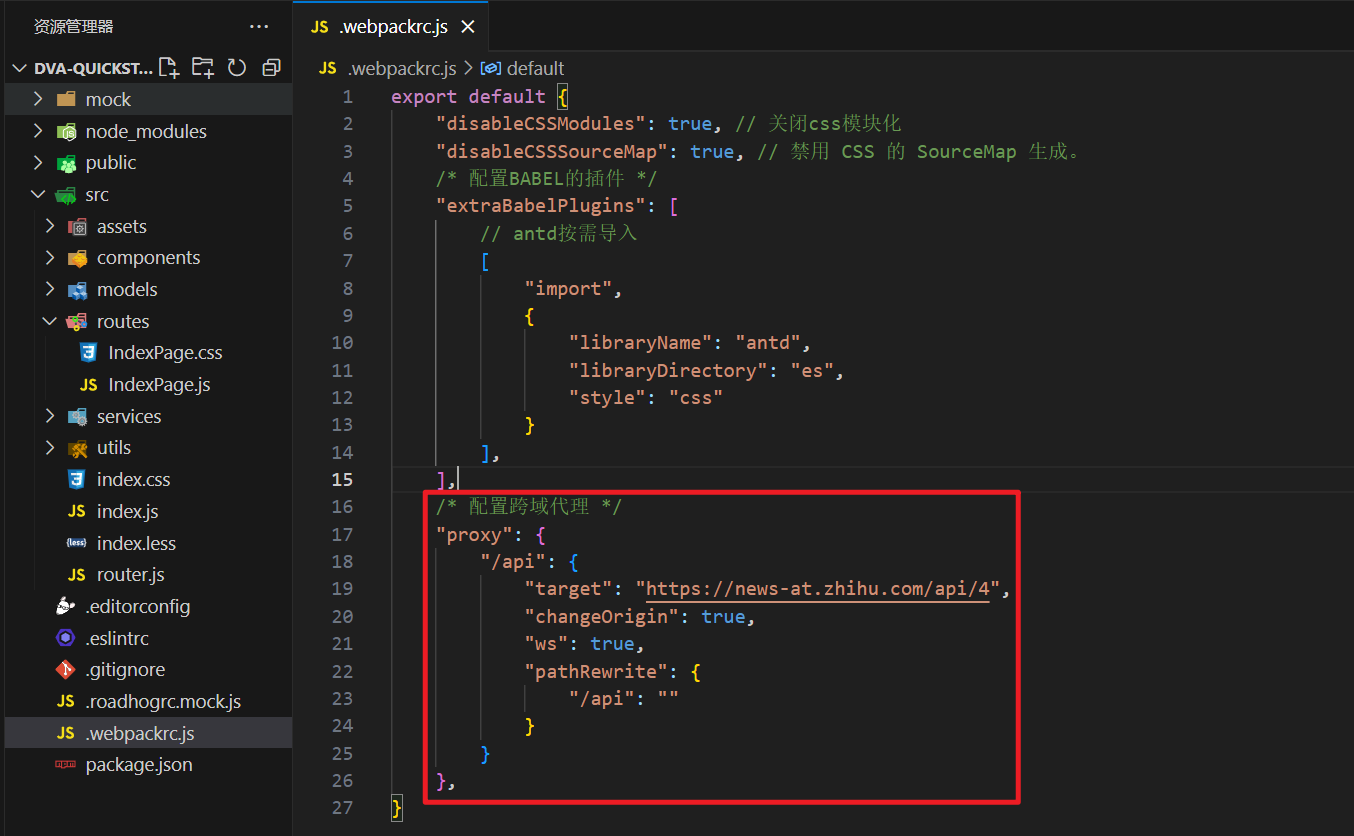 资源管理器
···
DVA-QUICKST...
mock
node_modules
public
src
assets
components
models
routes
IndexPage.css
JS IndexPage.js
services
utils
index.css
JS index.js
{less} index.less
JS router.js
.editorconfig
.eslintrc
.gitignore
JS .roadhogrc.mock.js
JS .webpackrc.js
package.json
JS .webpackrc.js ×
JS .webpackrc.js > default
1 export default {
2 "disableCSSModules": true, // 关闭css模块化
3 "disableCSSSourceMap": true, // 禁用 CSS 的 SourceMap 生成。
4 /* 配置BABEL的插件 */
5 "extraBabelPlugins": [
6 // antd按需导入
7 [
8 "import",
9 {
10 "libraryName": "antd",
11 "libraryDirectory": "es",
12 "style": "css"
13 }
14 ],
15 ],
16 /* 配置跨域代理 */
17 "proxy": {
18 "/api": {
19 "target": "https://news-at.zhihu.com/api/4",
20 "changeOrigin": true,
21 "ws": true,
22 "pathRewrite": {
23 "/api": ""
24 }
25 }
26 },
27 }